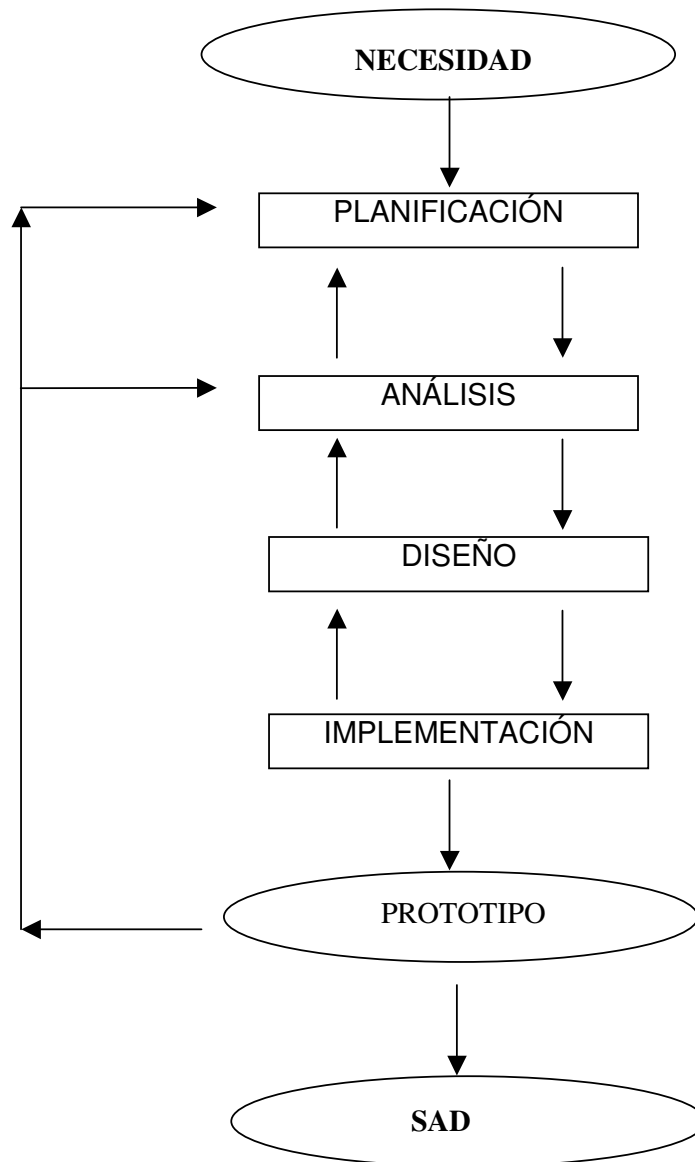 NECESIDAD
PLANIFICACIÓN
ANÁLISIS
DISEÑO
IMPLEMENTACIÓN
PROTOTIPO
SAD